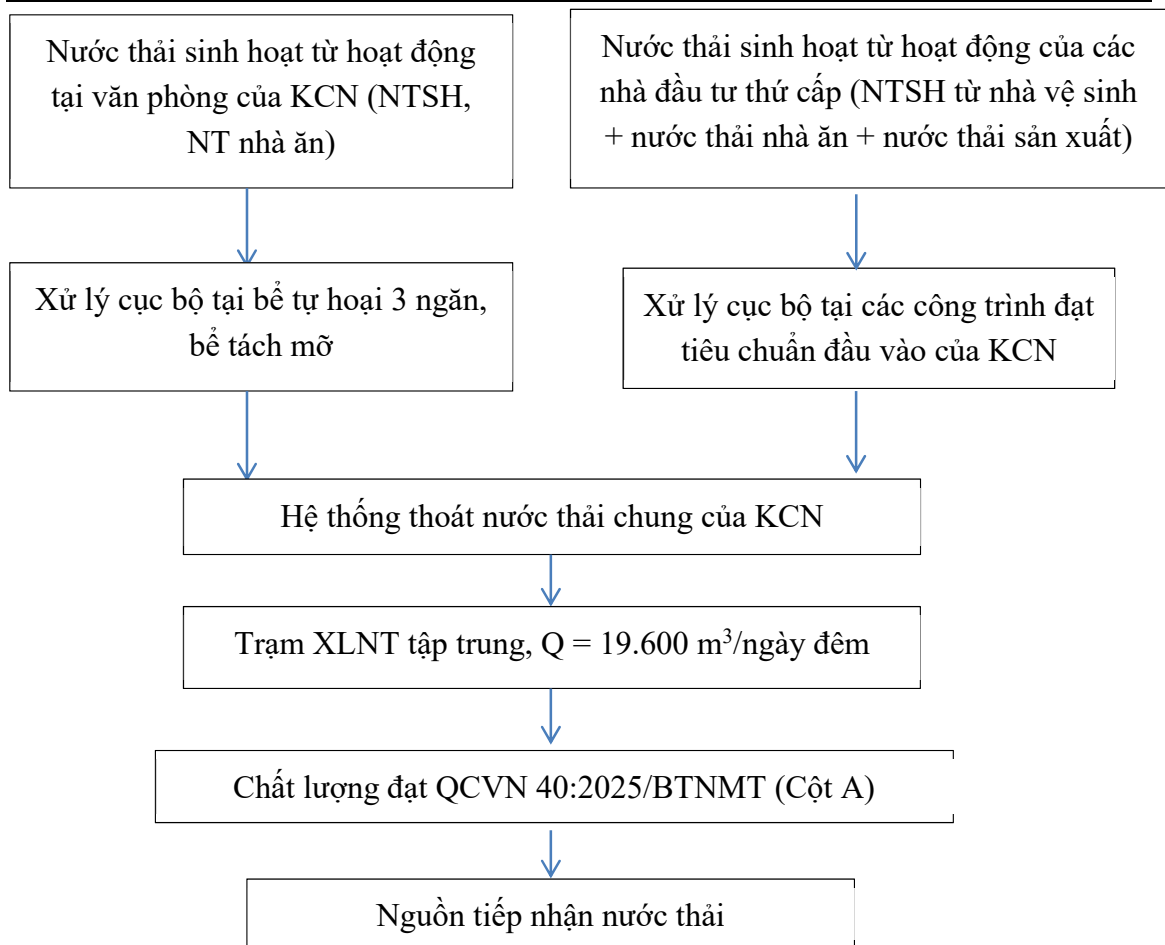 Nước thải sinh hoạt từ hoạt động
tại văn phòng của KCN (NTSH,
NT nhà ăn)
Nước thải sinh hoạt từ hoạt động của các
nhà đầu tư thứ cấp (NTSH từ nhà vệ sinh
+ nước thải nhà ăn + nước thải sản xuất)
Xử lý cục bộ tại bể tự hoại 3 ngăn,
bể tách mỡ
Xử lý cục bộ tại các công trình đạt
tiêu chuẩn đầu vào của KCN
Hệ thống thoát nước thải chung của KCN
Trạm XLNT tập trung, Q = 19.600 m³/ngày đêm
Chất lượng đạt QCVN 40:2025/BTNMT (Cột A)
Nguồn tiếp nhận nước thải